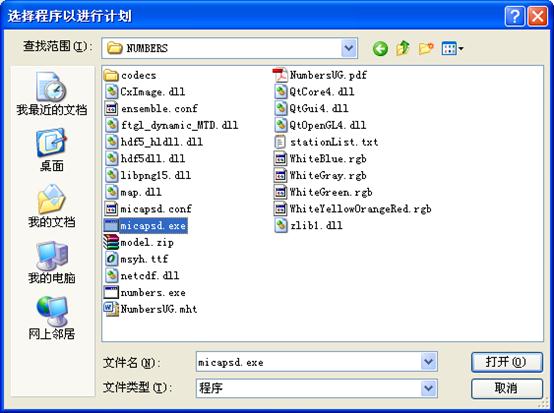 选择程序以进行计划
查找范围(I):
NUMBERS
我最近的文档
桌面
我的文档
我的电脑
网上邻居
codecs
CxImage.dll
ensemble.conf
ftgl_dynamic_MTD.dll
hdf5_hldll.dll
hdf5dll.dll
libpng15.dll
map.dll
micapsd.conf
micapsd.exe
model.zip
msyh.ttf
netcdf.dll
numbers.exe
NumbersUG.mht
NumbersUG.pdf
QtCore4.dll
QtGui4.dll
QtOpenGL4.dll
stationList.txt
WhiteBlue.rgb
WhiteGray.rgb
WhiteGreen.rgb
WhiteYellowOrangeRed.rgb
zlib1.dll
文件名(N):
micapsd.exe
打开(O)
文件类型(T):
程序
取消